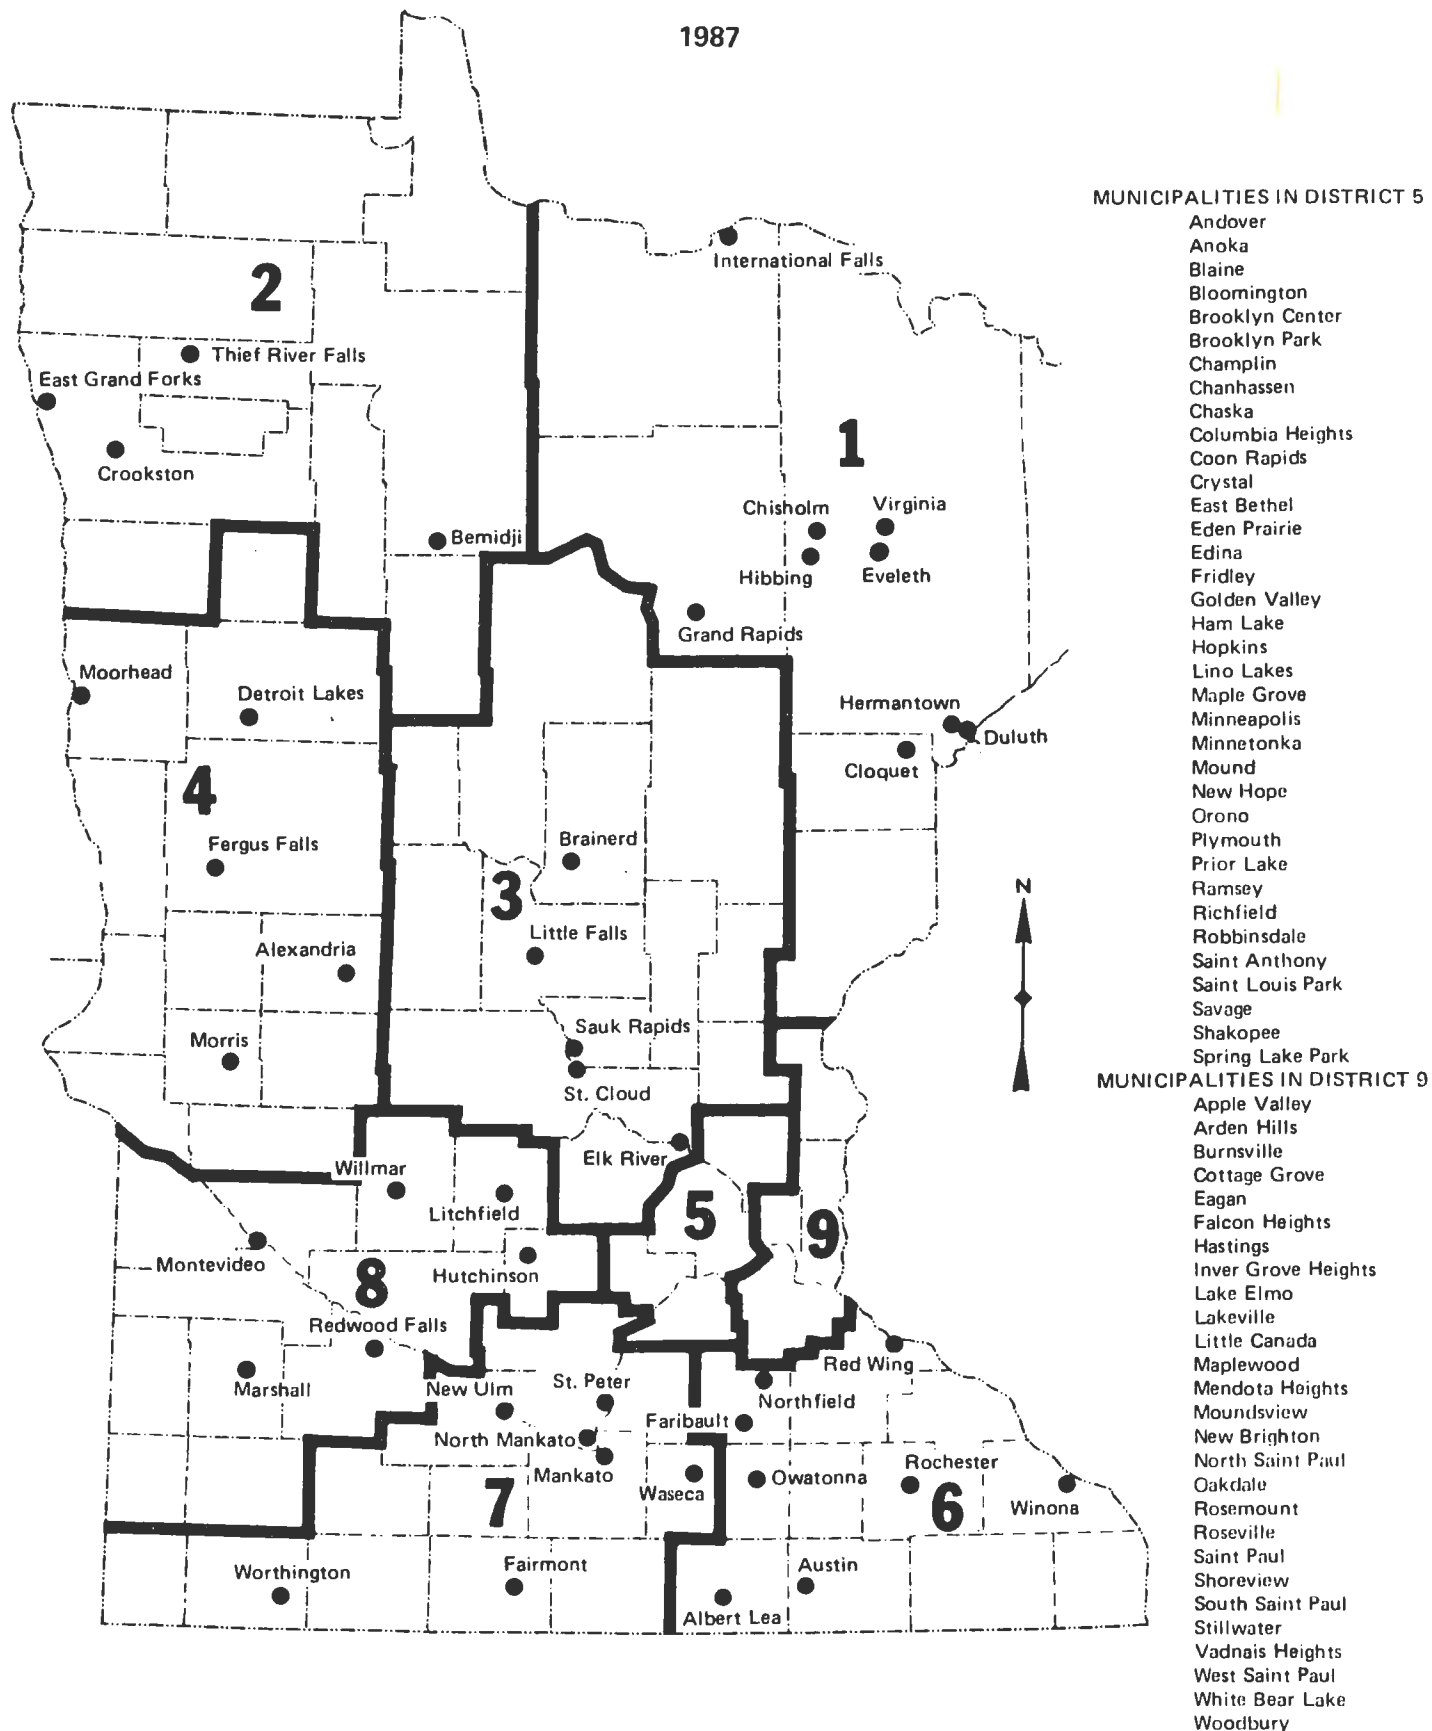 1987
MUNICIPALITIES IN DISTRICT 5
Andover
Anoka
Blaine
Bloomington
Brooklyn Center
Brooklyn Park
Champlin
Chanhassen
Chaska
Columbia Heights
Coon Rapids
Crystal
East Bethel
Eden Prairie
Edina
Fridley
Golden Valley
Ham Lake
Hopkins
Lino Lakes
Maple Grove
Minneapolis
Minnetonka
Mound
New Hope
Orono
Plymouth
Prior Lake
Ramsey
Richfield
Robbinsdale
Saint Anthony
Saint Louis Park
Savage
Shakopee
Spring Lake Park
MUNICIPALITIES IN DISTRICT 9
Apple Valley
Arden Hills
Burnsville
Cottage Grove
Eagan
Falcon Heights
Hastings
Inver Grove Heights
Lake Elmo
Lakeville
Little Canada
Maplewood
Mendota Heights
Moundsview
New Brighton
North Saint Paul
Oakdale
Rosemount
Roseville
Saint Paul
Shoreview
South Saint Paul
Stillwater
Vadnais Heights
West Saint Paul
White Bear Lake
Woodbury
International Falls
2
Thief River Falls
East Grand Forks
Crookston
Bemidji
1
Chisholm
Virginia
Hibbing
Eveleth
Grand Rapids
Moorhead
Detroit Lakes
Hermantown
Duluth
Cloquet
4
Fergus Falls
Brainerd
3
N
Little Falls
Alexandria
Sauk Rapids
Morris
St. Cloud
Elk River
Willmar
Litchfield
5
9
Montevideo
8
Hutchinson
Redwood Falls
Red Wing
Marshall
New Ulm
St. Peter
Northfield
Faribault
North Mankato
Mankato
Waseca
Owatonna
Rochester
Winona
7
6
Worthington
Fairmont
Austin
Albert Lea